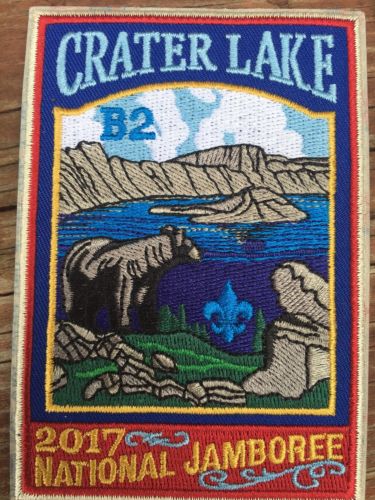 CRATER LAKE
B2
2017
NATIONAL JAMBOREE